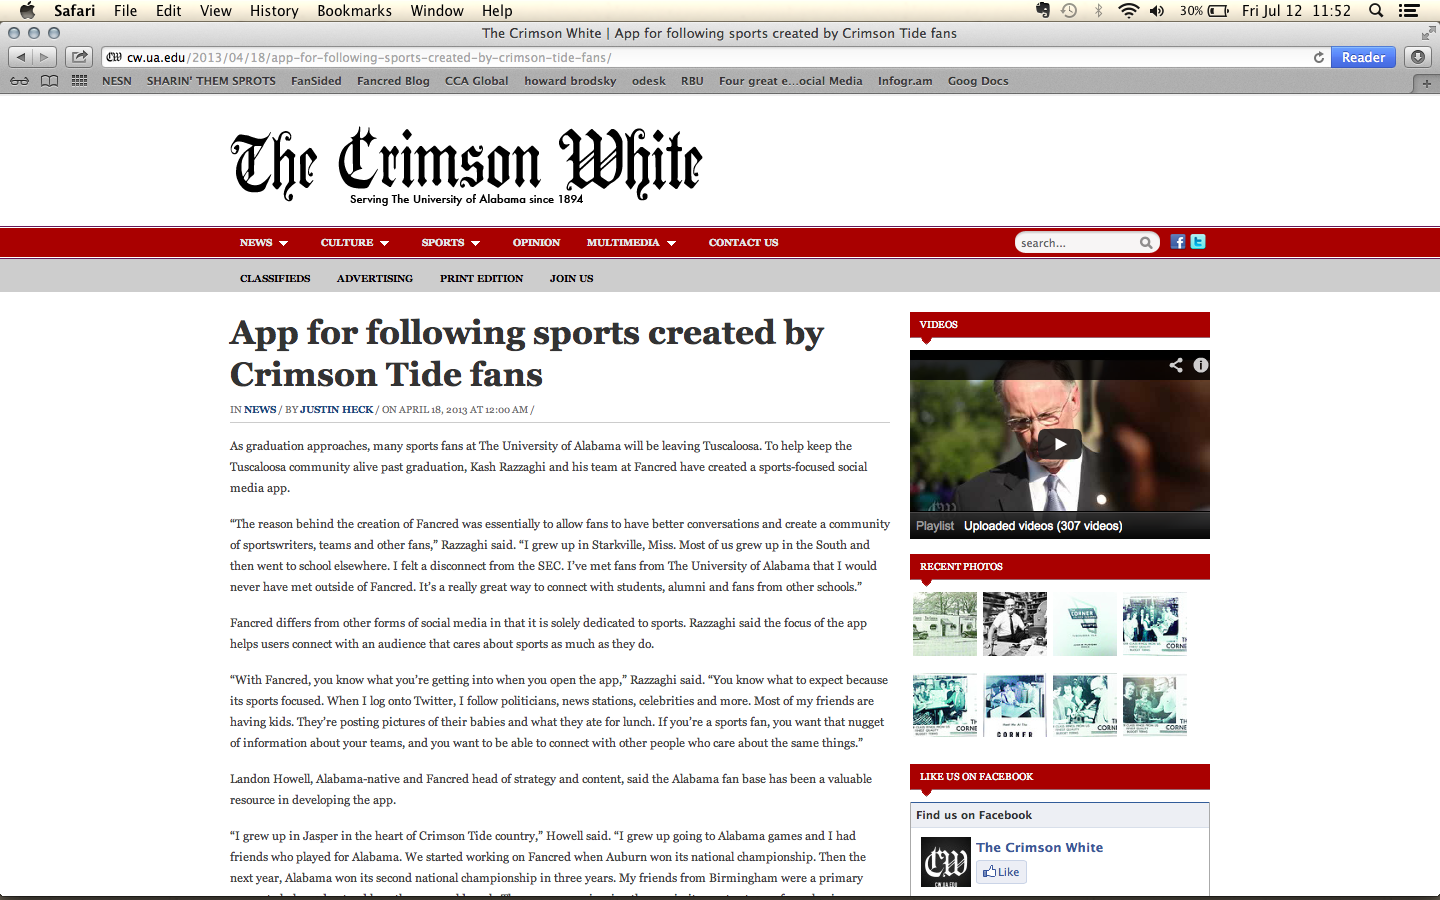 Safari File Edit View History Bookmarks Window Help 30% Fri Jul 12 11:52
The Crimson White | App for following sports created by Crimson Tide fans
cw.ua.edu/2013/04/18/app-for-following-sports-created-by-crimson-tide-fans/ Reader
NESN SHARIN' THEM SPROTS FanSided Fancred Blog CCA Global howard brodsky odesk RBU Four great e...ocial Media Infogr.am Goog Docs
The Crimson White
Serving The University of Alabama since 1894
NEWS CULTURE SPORTS OPINION MULTIMEDIA CONTACT US search...
CLASSIFIEDS ADVERTISING PRINT EDITION JOIN US
App for following sports created by
Crimson Tide fans
IN NEWS / BY JUSTIN HECK / ON APRIL 18, 2013 AT 12:00 AM /
As graduation approaches, many sports fans at The University of Alabama will be leaving Tuscaloosa. To help keep the
Tuscaloosa community alive past graduation, Kash Razzaghi and his team at Fancred have created a sports-focused social
media app.
“The reason behind the creation of Fancred was essentially to allow fans to have better conversations and create a community
of sportswriters, teams and other fans,” Razzaghi said. “I grew up in Starkville, Miss. Most of us grew up in the South and
then went to school elsewhere. I felt a disconnect from the SEC. I’ve met fans from The University of Alabama that I would
never have met outside of Fancred. It’s a really great way to connect with students, alumni and fans from other schools.”
Fancred differs from other forms of social media in that it is solely dedicated to sports. Razzaghi said the focus of the app
helps users connect with an audience that cares about sports as much as they do.
“With Fancred, you know what you’re getting into when you open the app,” Razzaghi said. “You know what to expect because
its sports focused. When I log onto Twitter, I follow politicians, news stations, celebrities and more. Most of my friends are
having kids. They’re posting pictures of their babies and what they ate for lunch. If you’re a sports fan, you want that nugget
of information about your teams, and you want to be able to connect with other people who care about the same things.”
Landon Howell, Alabama-native and Fancred head of strategy and content, said the Alabama fan base has been a valuable
resource in developing the app.
“I grew up in Jasper in the heart of Crimson Tide country,” Howell said. “I grew up going to Alabama games and I had
friends who played for Alabama. We started working on Fancred when Auburn won its national championship. Then the
next year, Alabama won its second national championship in three years. My friends from Birmingham were a primary
VIDEOS
Playlist Uploaded videos (307 videos)
RECENT PHOTOS
CORNER
CORNE
CORNE
CORNER
CORNE
CORNE
LIKE US ON FACEBOOK
Find us on Facebook
CW
CW.UA.EDU
The Crimson White
Like